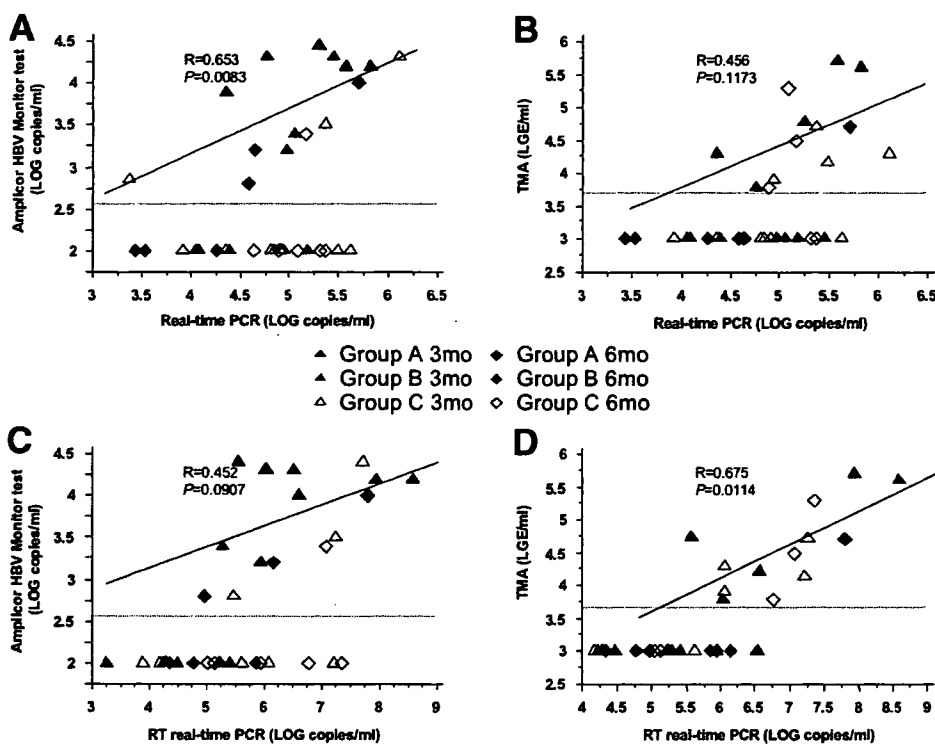 A
Amplicor HBV Monitor test
(LOG copies/ml)
4.5
4
3.5
3
2.5
2
R=0.653
P=0.0083
3 3.5 4 4.5 5 5.5 6 6.5
Real-time PCR (LOG copies/ml)
B
TMA (LGE/ml)
6
5.5
5
4.5
4
3.5
3
2.5
R=0.456
P=0.1173
3 3.5 4 4.5 5 5.5 6 6.5
Real-time PCR (LOG copies/ml)
Group A 3mo Group A 6mo
Group B 3mo Group B 6mo
Group C 3mo Group C 6mo
C
Amplicor HBV Monitor test
(LOG copies/ml)
4.5
4
3.5
3
2.5
2
R=0.452
P=0.0907
3 4 5 6 7 8 9
RT real-time PCR (LOG copies/ml)
D
TMA (LGE/ml)
6
5.5
5
4.5
4
3.5
3
2.5
R=0.675
P=0.0114
4 4.5 5 5.5 6 6.5 7 7.5 8 8.5 9
RT real-time PCR (LOG copies/ml)